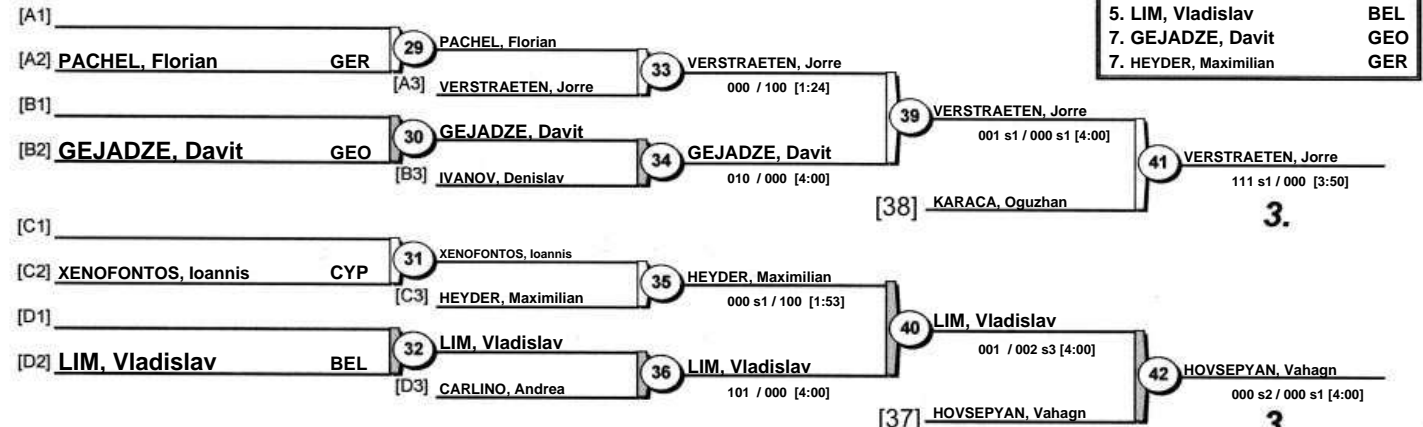 [A1]
[A2] PACHEL, Florian GER
29
PACHEL, Florian
[A3] VERSTRAETEN, Jorre
33
VERSTRAETEN, Jorre
000 / 100 [1:24]
[B1]
[B2] GEJADZE, Davit GEO
30
GEJADZE, Davit
[B3] IVANOV, Denislav
34
GEJADZE, Davit
010 / 000 [4:00]
39
VERSTRAETEN, Jorre
001 s1 / 000 s1 [4:00]
[38] KARACA, Oguzhan
41
VERSTRAETEN, Jorre
111 s1 / 000 [3:50]
3.
[C1]
[C2] XENOFONTOS, Ioannis CYP
31
XENOFONTOS, Ioannis
[C3] HEYDER, Maximilian
35
HEYDER, Maximilian
000 s1 / 100 [1:53]
[D1]
[D2] LIM, Vladislav BEL
32
LIM, Vladislav
[D3] CARLINO, Andrea
36
LIM, Vladislav
101 / 000 [4:00]
40
LIM, Vladislav
001 / 002 s3 [4:00]
[37] HOVSEPYAN, Vahagn
42
HOVSEPYAN, Vahagn
000 s2 / 000 s1 [4:00]
3.
5. LIM, Vladislav BEL
7. GEJADZE, Davit GEO
7. HEYDER, Maximilian GER